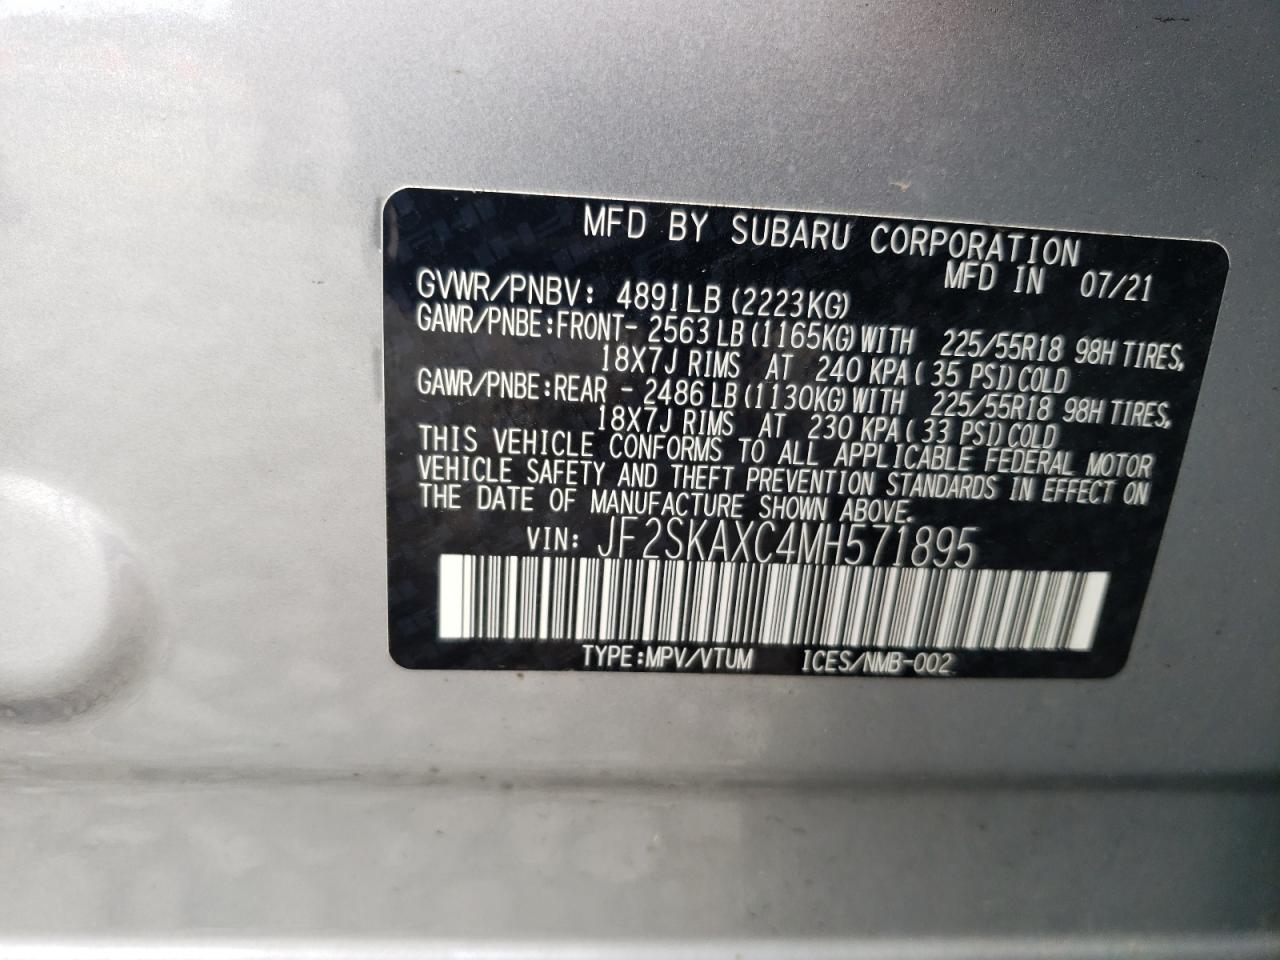 MFD BY SUBARU CORPORATION
MFD IN 07/21
GVWR/PNBV: 4891LB (2223KG)
GAWR/PNBE:FRONT- 2563 LB (1165KG) WITH 225/55R18 98H TIRES,
18X7J RIMS AT 240 KPA ( 35 PSI) COLD
GAWR/PNBE:REAR - 2486 LB (1130KG) WITH 225/55R18 98H TIRES,
18X7J RIMS AT 230 KPA ( 33 PSI) COLD
THIS VEHICLE CONFORMS TO ALL APPLICABLE FEDERAL MOTOR
VEHICLE SAFETY AND THEFT PREVENTION STANDARDS IN EFFECT ON
THE DATE OF MANUFACTURE SHOWN ABOVE.
VIN: JF2SKAXC4MH571895
TYPE:MPV/VTUM ICES/NMB-002